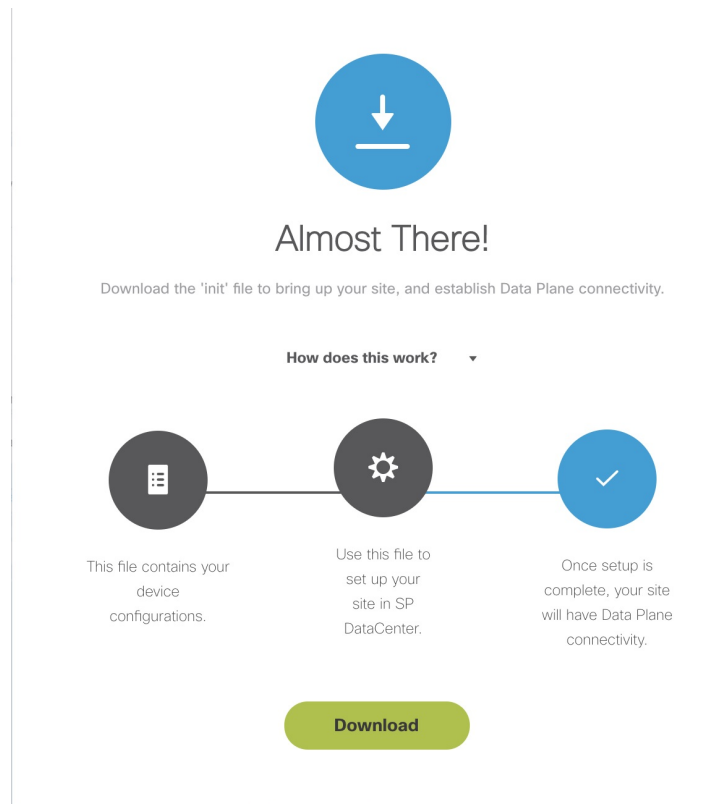 Almost There!
Download the 'init' file to bring up your site, and establish Data Plane connectivity.
How does this work?
This file contains your
device
configurations.
Use this file to
set up your
site in SP
DataCenter.
Once setup is
complete, your site
will have Data Plane
connectivity.
Download